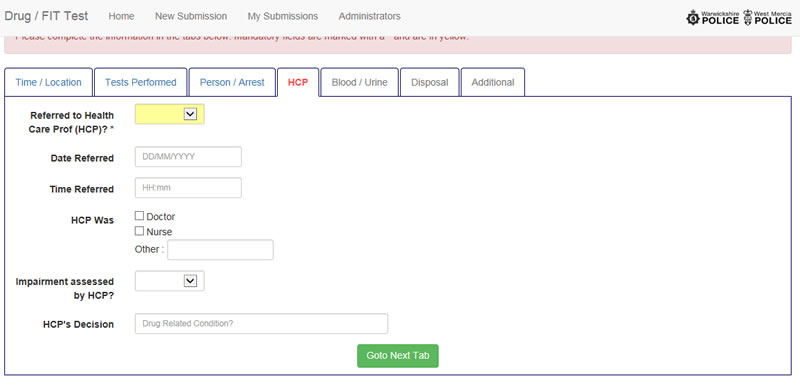 Drug / FIT Test Home New Submission My Submissions Administrators Warwickshire POLICE West Mercia POLICE
Please complete the information in the tabs below. Mandatory fields are marked with a * and are in yellow.
Time / Location Tests Performed Person / Arrest HCP Blood / Urine Disposal Additional
Referred to Health
Care Prof (HCP)? *
Date Referred DD/MM/YYYY
Time Referred HH:mm
HCP Was Doctor
Nurse
Other :
Impairment assessed
by HCP?
HCP's Decision Drug Related Condition?
Goto Next Tab